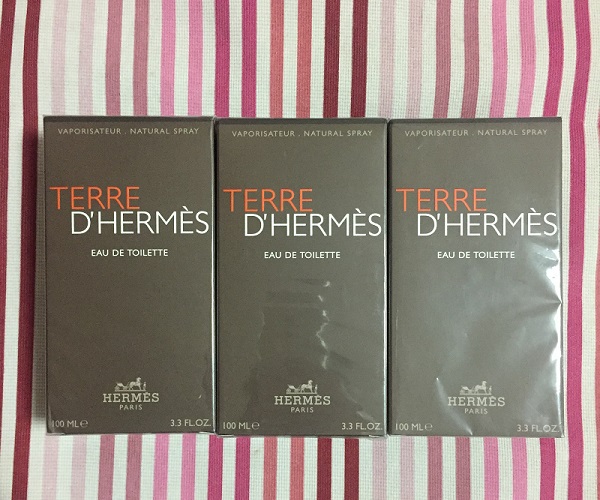 VAPORISATEUR . NATURAL SPRAY
TERRE
D'HERMÈS
EAU DE TOILETTE
HERMÈS
PARIS
100 ML℮ 3.3 FL.OZ.
VAPORISATEUR . NATURAL SPRAY
TERRE
D'HERMÈS
EAU DE TOILETTE
HERMÈS
PARIS
100 ML℮ 3.3 FL.OZ.
VAPORISATEUR . NATURAL SPRAY
TERRE
D'HERMÈS
EAU DE TOILETTE
HERMÈS
PARIS
100 ML℮ 3.3 FL.OZ.